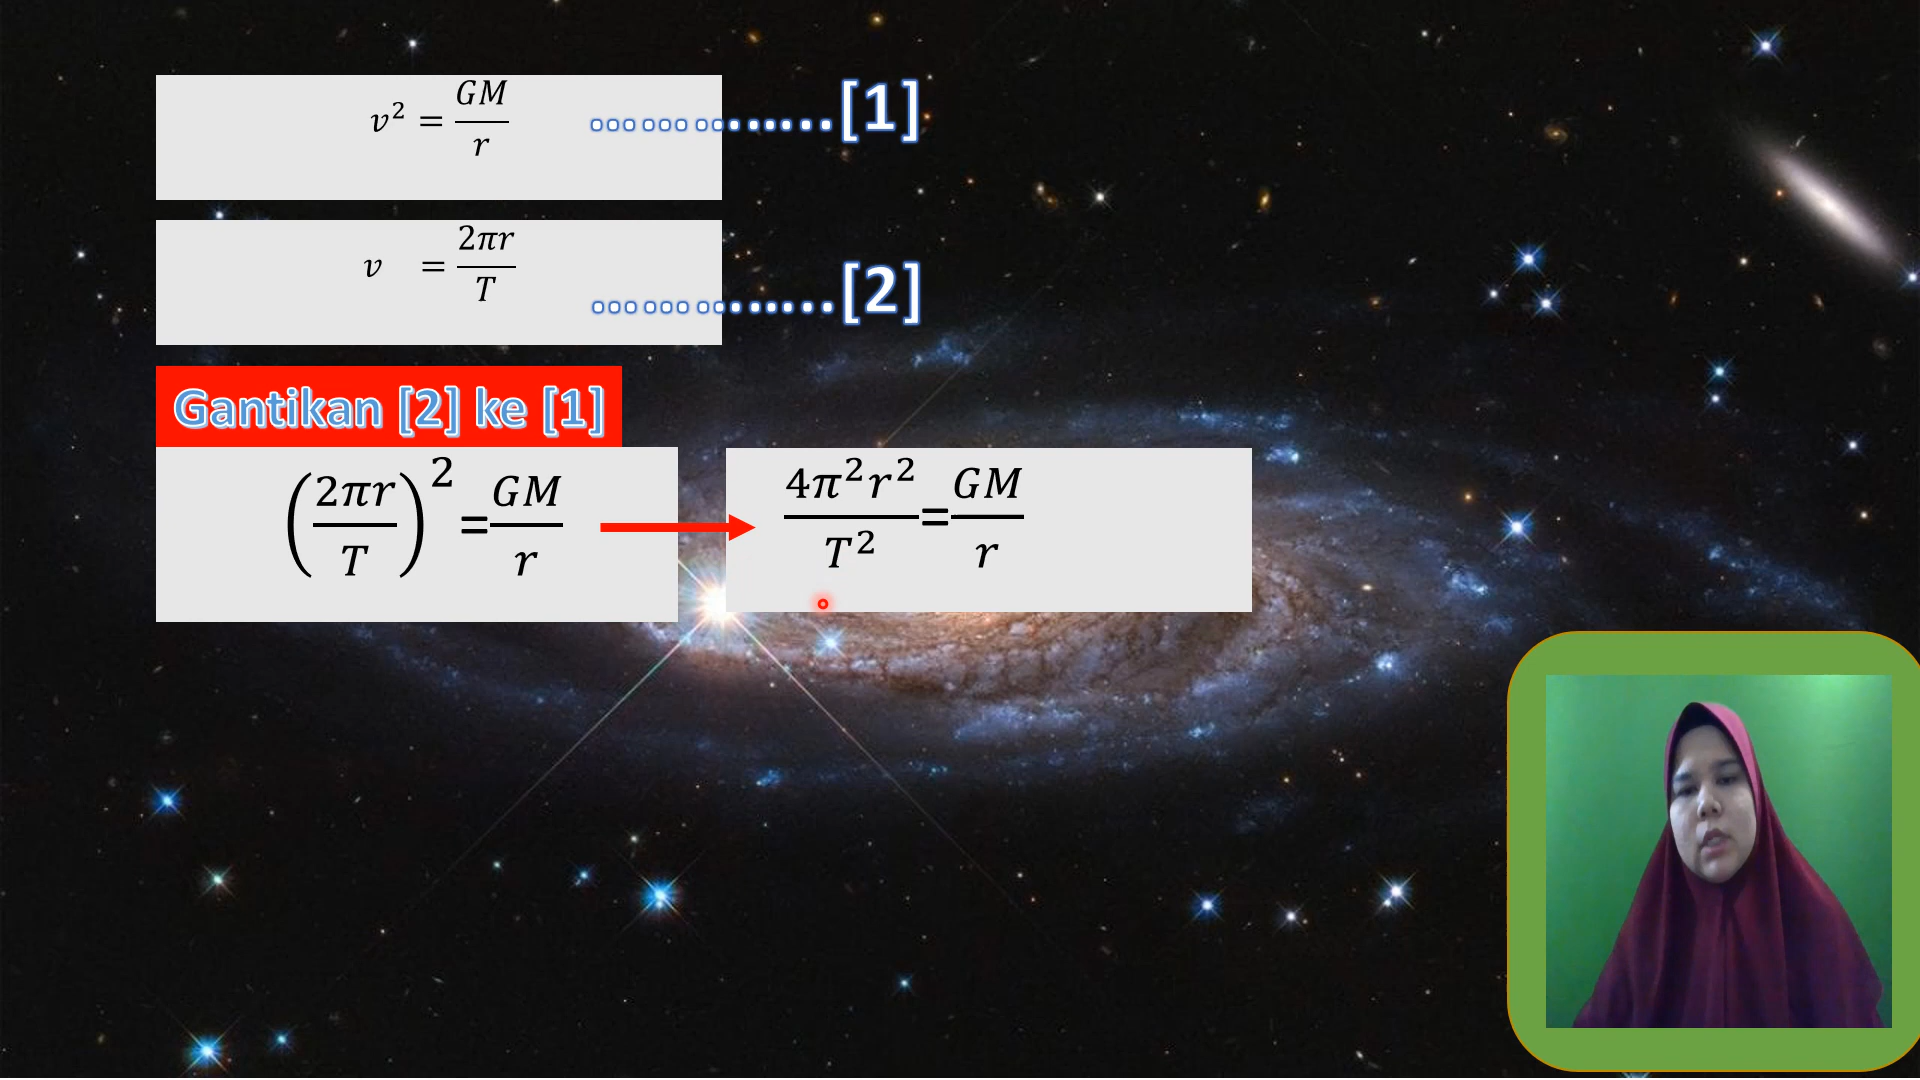 v² = GM/r ............. [1]
v = 2πr/T ............. [2]
Gantikan [2] ke [1]
(2πr/T)² = GM/r
4π²r²/T² = GM/r